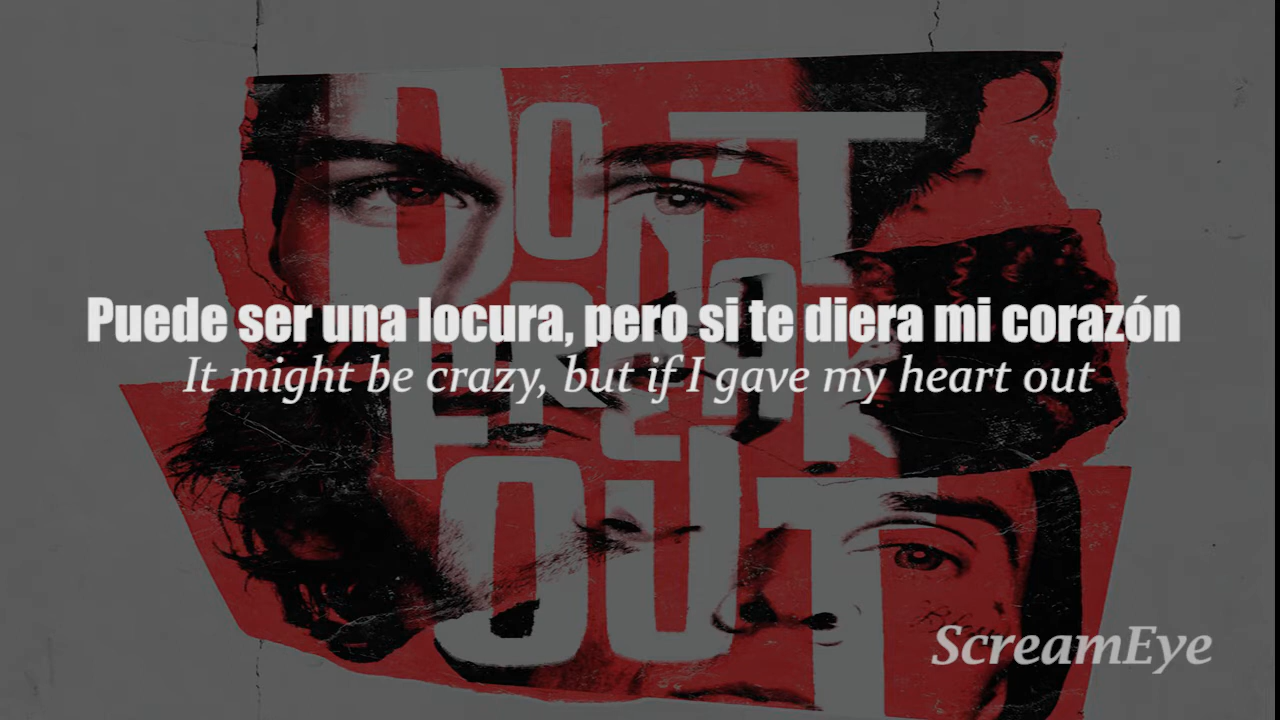 DON'T
FREAK
OUT
Puede ser una locura, pero si te diera mi corazón
It might be crazy, but if I gave my heart out
ScreamEye